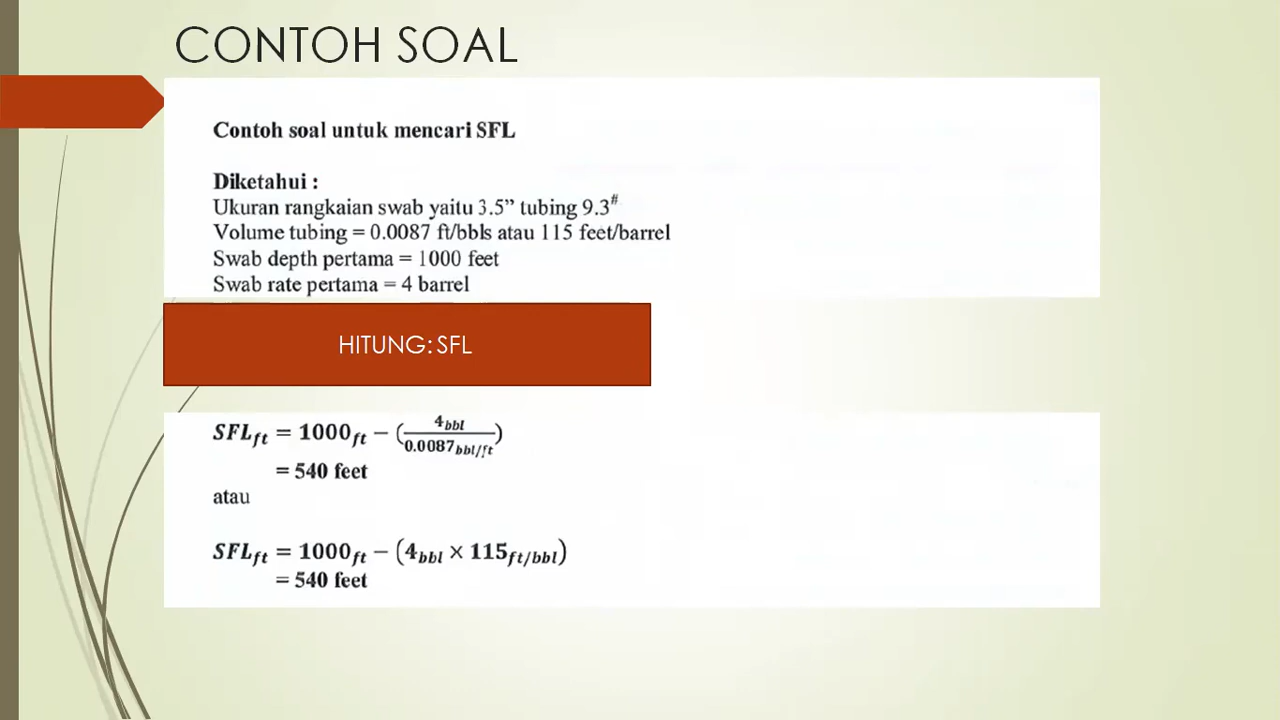 CONTOH SOAL
Contoh soal untuk mencari SFL
Diketahui :
Ukuran rangkaian swab yaitu 3.5” tubing 9.3#
Volume tubing = 0.0087 ft/bbls atau 115 feet/barrel
Swab depth pertama = 1000 feet
Swab rate pertama = 4 barrel
HITUNG: SFL
SFL_ft = 1000_ft − (4_bbl / 0.0087_bbl/ft)
= 540 feet
atau
SFL_ft = 1000_ft − (4_bbl × 115_ft/bbl)
= 540 feet